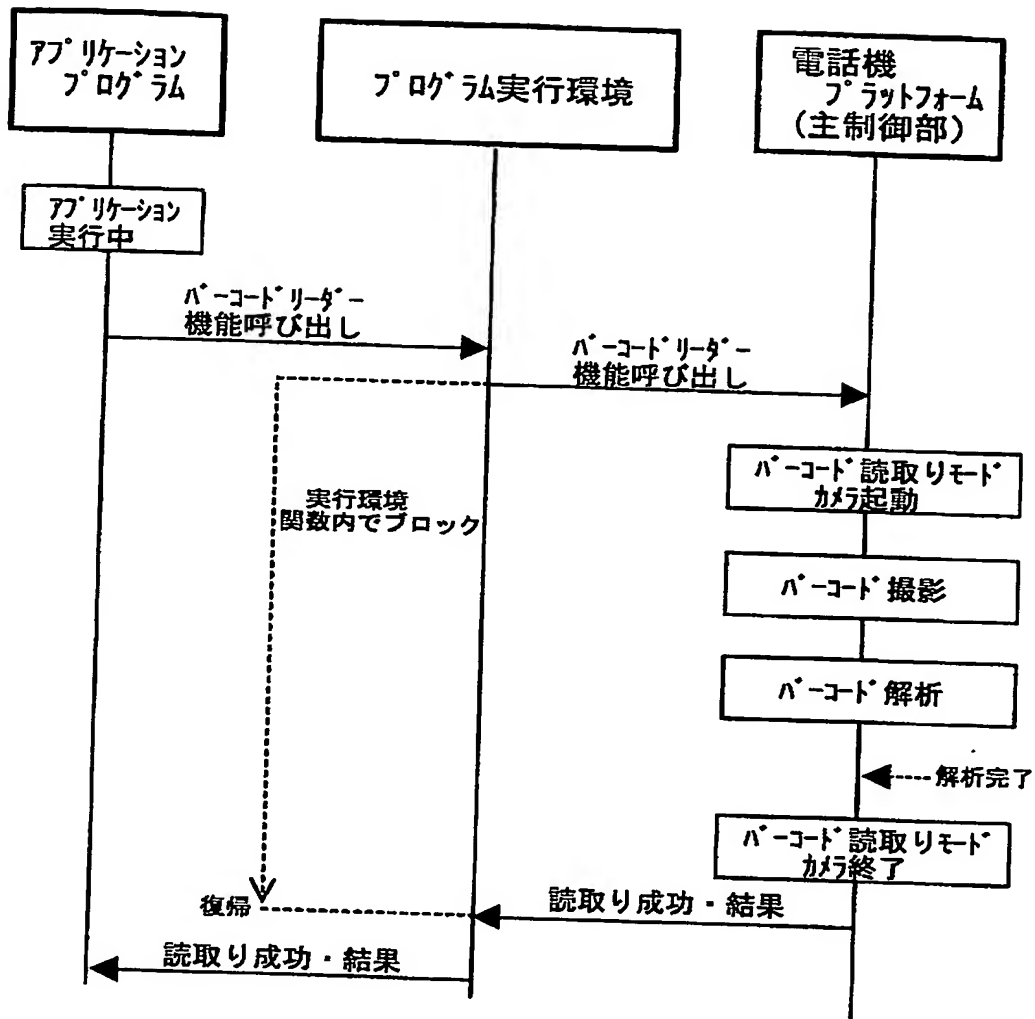 アプリケーション
プログラム
プログラム実行環境
電話機
プラットフォーム
(主制御部)
アプリケーション
実行中
バーコードリーダー
機能呼び出し
バーコードリーダー
機能呼び出し
バーコード読取りモード
カメラ起動
実行環境
関数内でブロック
バーコード撮影
バーコード解析
解析完了
バーコード読取りモード
カメラ終了
復帰
読取り成功・結果
読取り成功・結果